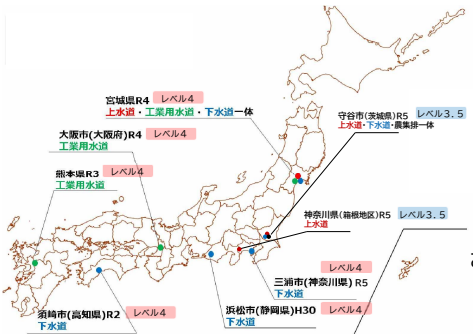 宮城県R4 レベル4
上水道・工業用水道・下水道一体
守谷市(茨城県)R5 レベル3.5
上水道・下水道・農集排一体
大阪市(大阪府)R4 レベル4
工業用水道
熊本県R3 レベル4
工業用水道
神奈川県(箱根地区)R5 レベル3.5
上水道
レベル4
三浦市(神奈川県) R5
下水道
須崎市(高知県)R2 レベル4
下水道
浜松市(静岡県)H30 レベル4
下水道